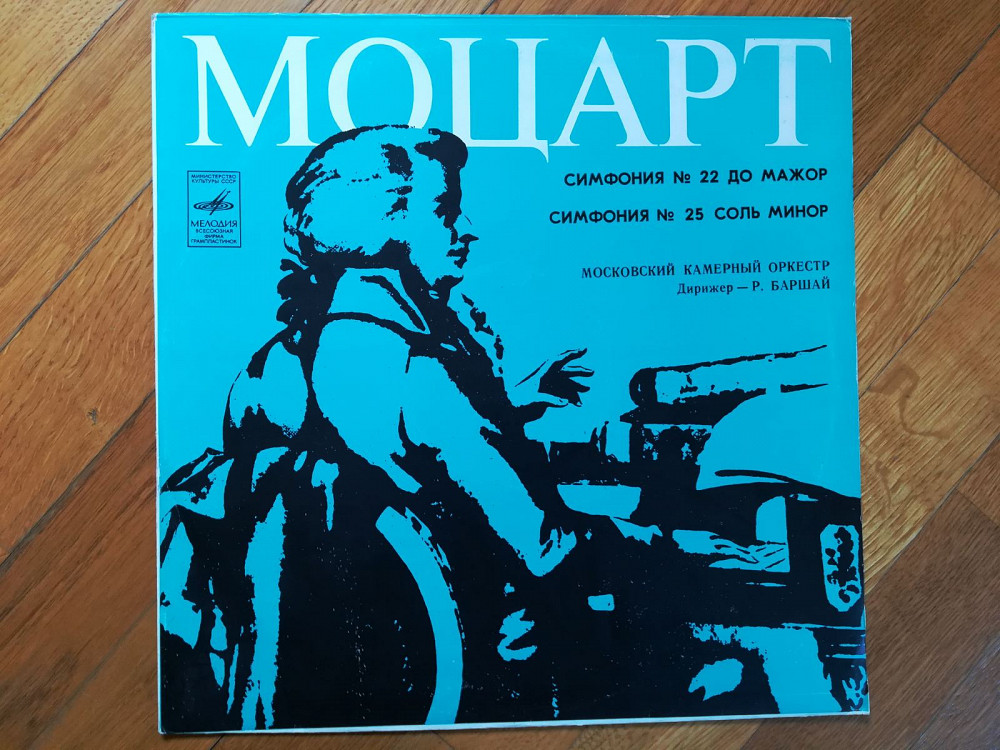 МОЦАРТ
СИМФОНИЯ № 22 ДО МАЖОР
СИМФОНИЯ № 25 СОЛЬ МИНОР
МИНИСТЕРСТВО
КУЛЬТУРЫ СССР
МЕЛОДИЯ
ВСЕСОЮЗНАЯ
ФИРМА
ГРАМПЛАСТИНОК
МОСКОВСКИЙ КАМЕРНЫЙ ОРКЕСТР
Дирижер — Р. БАРШАЙ